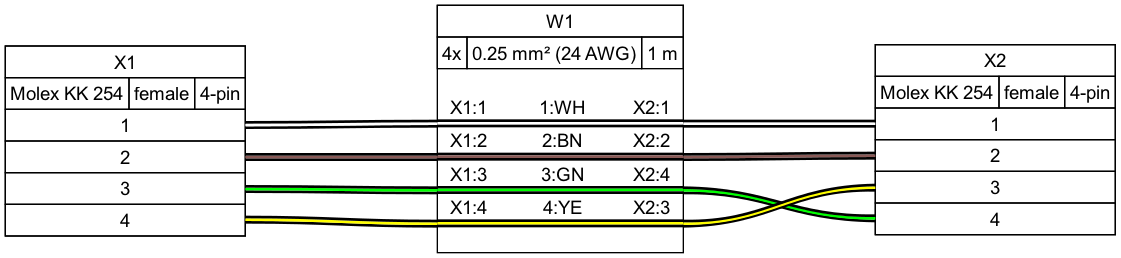 X1
Molex KK 254 female 4-pin
1
2
3
4
W1
4x 0.25 mm² (24 AWG) 1 m
X1:1 1:WH X2:1
X1:2 2:BN X2:2
X1:3 3:GN X2:4
X1:4 4:YE X2:3
X2
Molex KK 254 female 4-pin
1
2
3
4